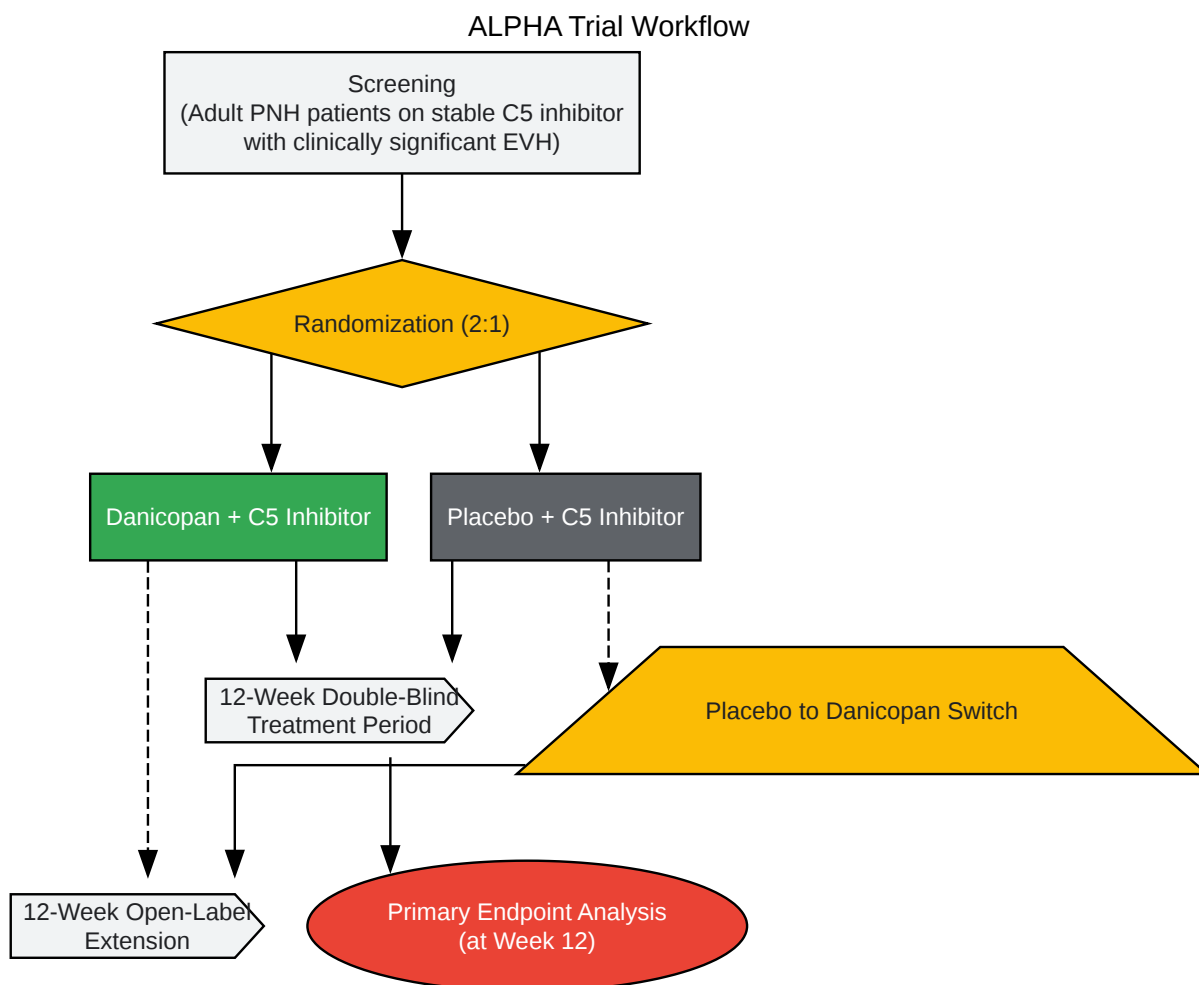 ALPHA Trial Workflow
Screening
(Adult PNH patients on stable C5 inhibitor
with clinically significant EVH)
Randomization (2:1)
Danicopan + C5 Inhibitor
Placebo + C5 Inhibitor
12-Week Double-Blind
Treatment Period
Placebo to Danicopan Switch
12-Week Open-Label
Extension
Primary Endpoint Analysis
(at Week 12)